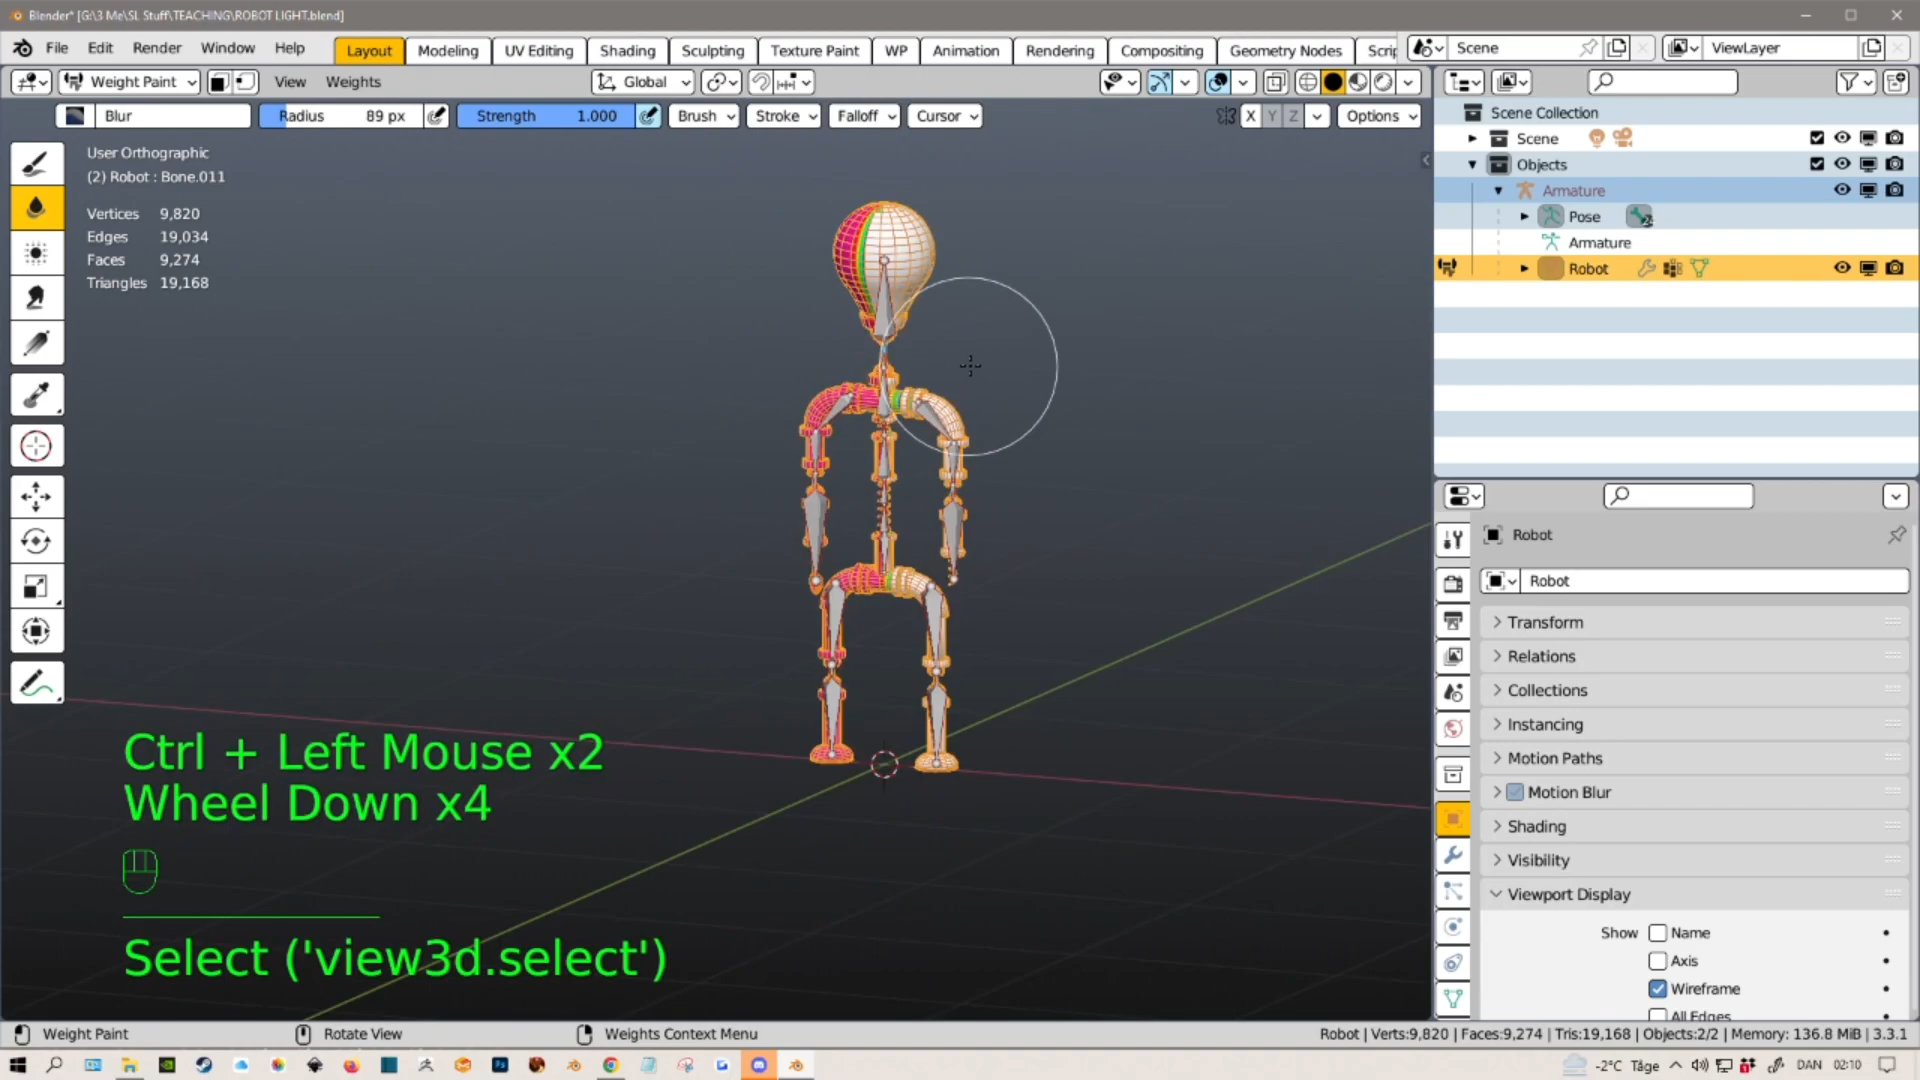 Blender* [G:\3 Me\SL Stuff\TEACHING\ROBOT LIGHT.blend]
File Edit Render Window Help Layout Modeling UV Editing Shading Sculpting Texture Paint WP Animation Rendering Compositing Geometry Nodes Scrip Scene ViewLayer
Weight Paint View Weights Global
Blur Radius 89 px Strength 1.000 Brush Stroke Falloff Cursor X Y Z Options
User Orthographic
(2) Robot : Bone.011
Vertices 9,820
Edges 19,034
Faces 9,274
Triangles 19,168
Scene Collection
Scene
Objects
Armature
Pose 2
Armature
Robot
Robot
Robot
Transform
Relations
Collections
Instancing
Motion Paths
Motion Blur
Shading
Visibility
Viewport Display
Show Name
Axis
Wireframe
All Edges
Ctrl + Left Mouse x2
Wheel Down x4
Select ('view3d.select')
Weight Paint Rotate View Weights Context Menu Robot | Verts:9,820 | Faces:9,274 | Tris:19,168 | Objects:2/2 | Memory: 136.8 MiB | 3.3.1
-2°C Tåge DAN 02:10